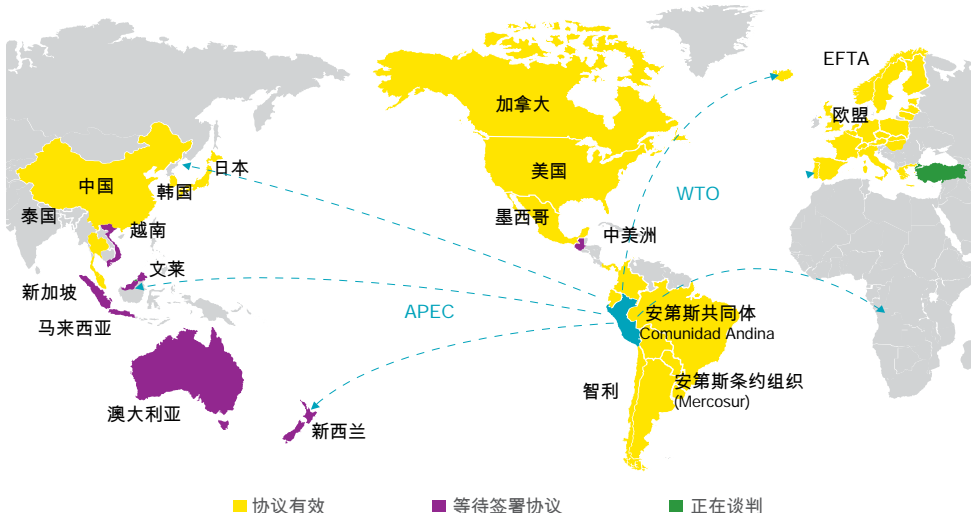 EFTA
加拿大
欧盟
日本
美国
中国
韩国
WTO
泰国
墨西哥
越南
中美洲
文莱
新加坡
APEC
安第斯共同体
马来西亚
Comunidad Andina
智利
安第斯条约组织
(Mercosur)
澳大利亚
新西兰
协议有效
等待签署协议
正在谈判